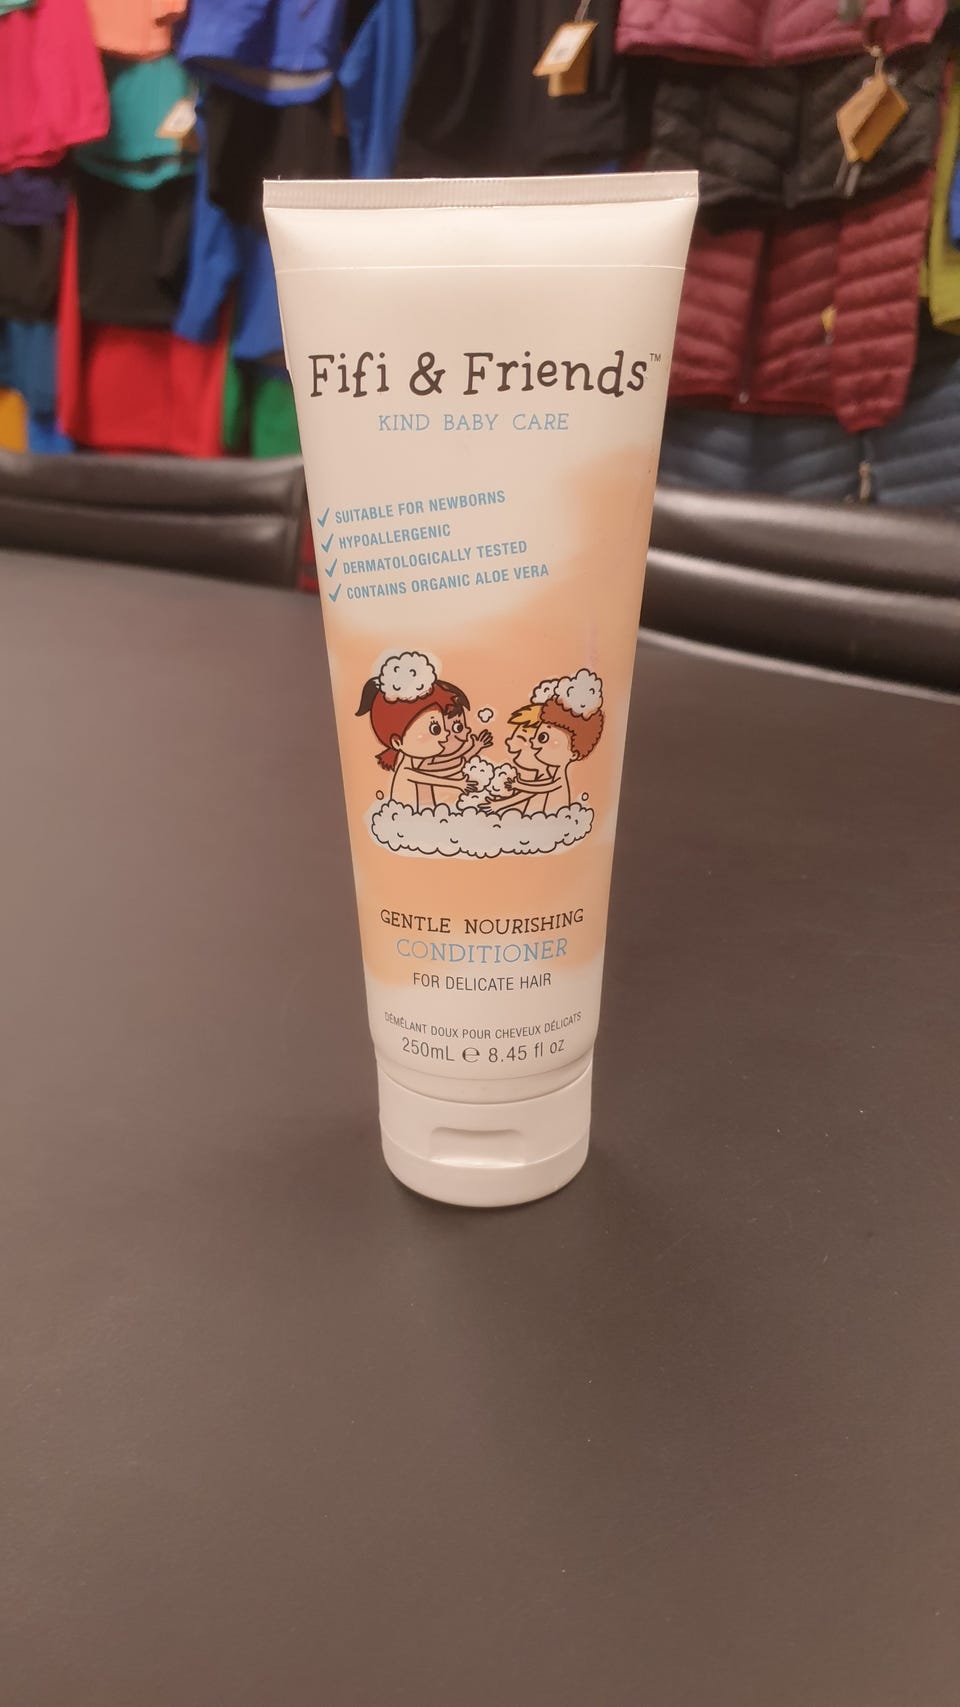 Fifi & Friends™
KIND BABY CARE
✓ SUITABLE FOR NEWBORNS
✓ HYPOALLERGENIC
✓ DERMATOLOGICALLY TESTED
✓ CONTAINS ORGANIC ALOE VERA
GENTLE NOURISHING
CONDITIONER
FOR DELICATE HAIR
DÉMÊLANT DOUX POUR CHEVEUX DÉLICATS
250mL ℮ 8.45 fl oz